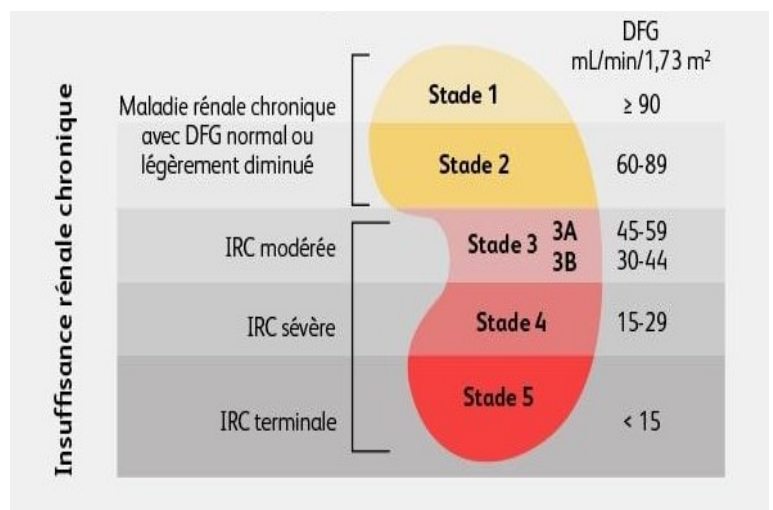 Insuffisance rénale chronique
DFG
mL/min/1,73 m²
Maladie rénale chronique
avec DFG normal ou
légèrement diminué
Stade 1
≥ 90
Stade 2
60-89
IRC modérée
Stade 3
3A
45-59
3B
30-44
IRC sévère
Stade 4
15-29
IRC terminale
Stade 5
< 15